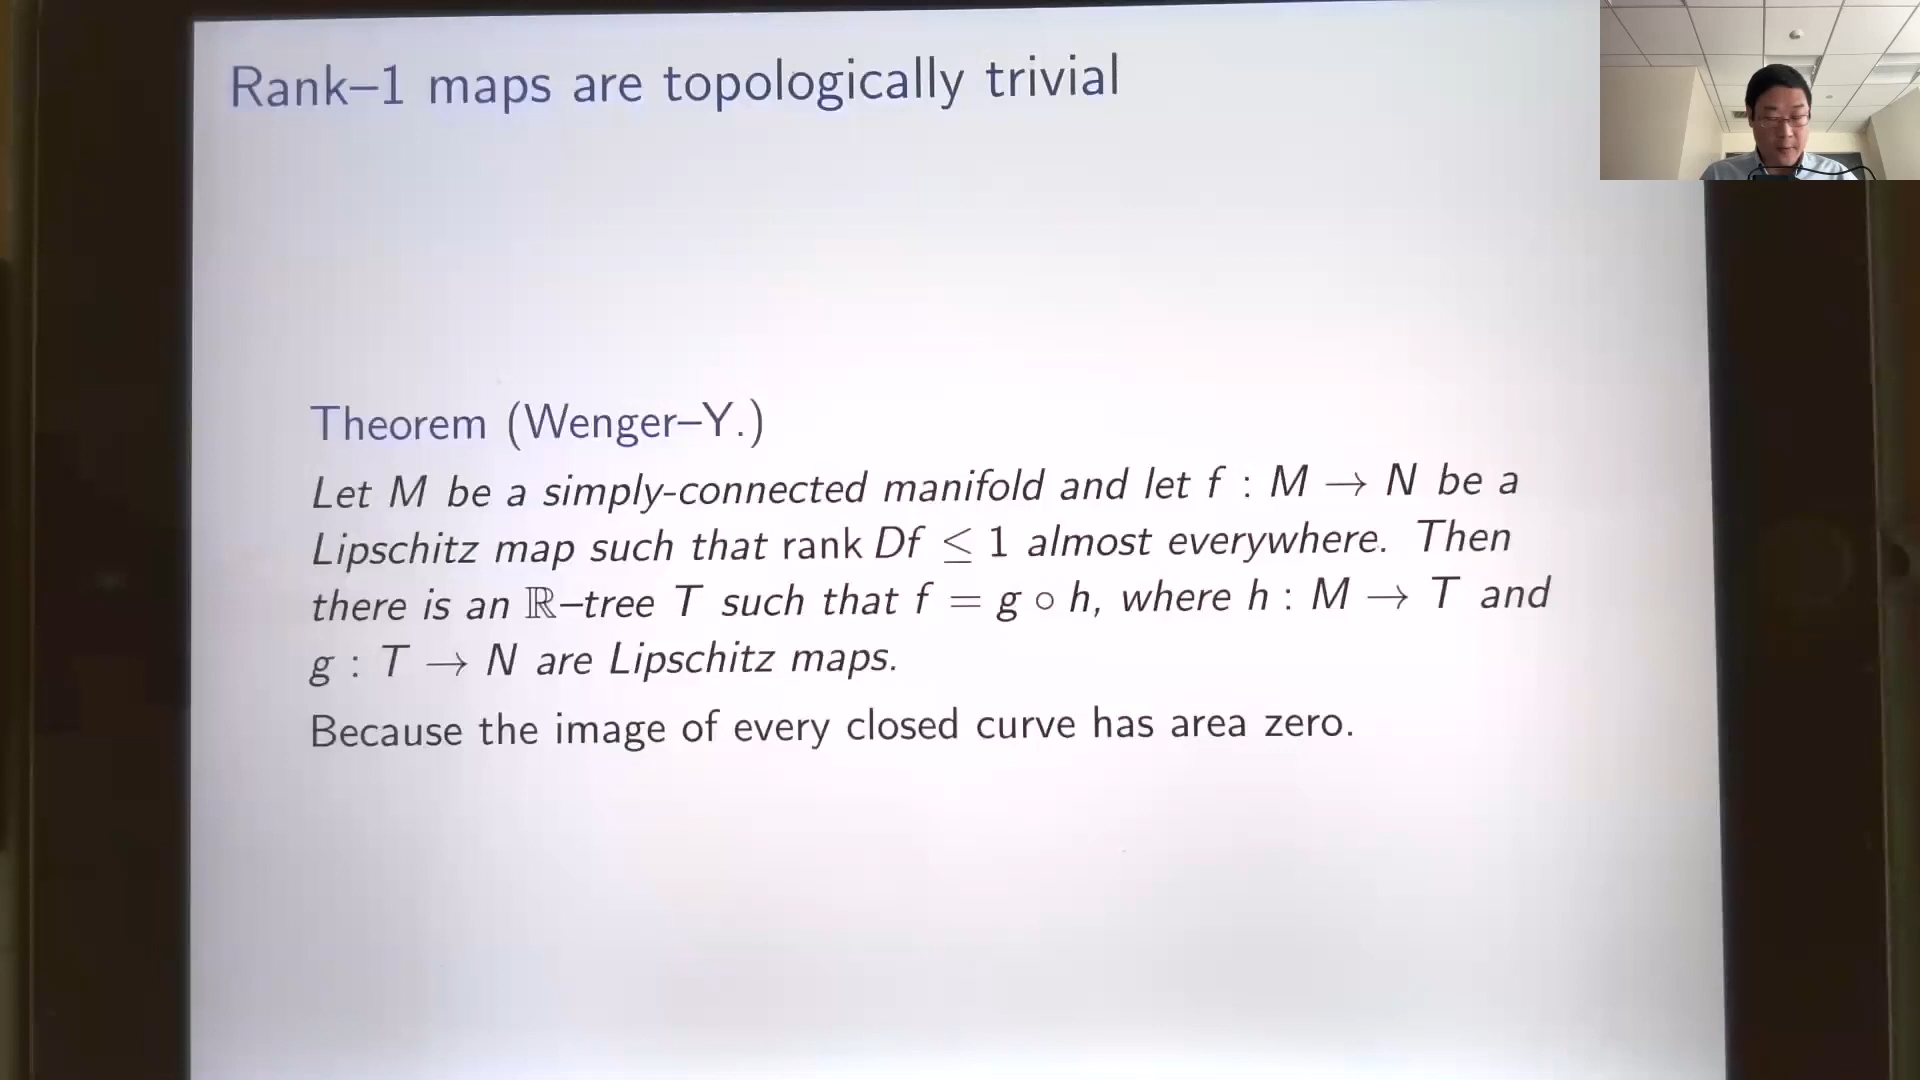 Rank–1 maps are topologically trivial
Theorem (Wenger–Y.)
Let M be a simply-connected manifold and let f : M → N be a
Lipschitz map such that rank Df ≤ 1 almost everywhere. Then
there is an ℝ–tree T such that f = g ∘ h, where h : M → T and
g : T → N are Lipschitz maps.
Because the image of every closed curve has area zero.